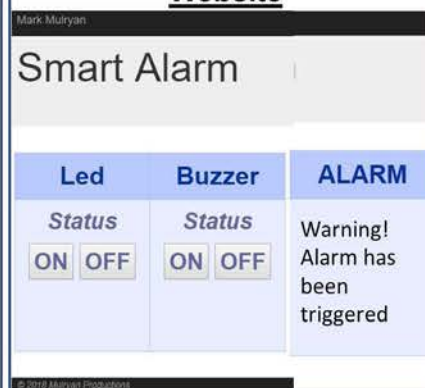 Website
Mark Mulryan
Smart Alarm
Led Buzzer ALARM
Status Status
ON OFF ON OFF
Warning!
Alarm has
been
triggered
© 2018 Mulryan Productions